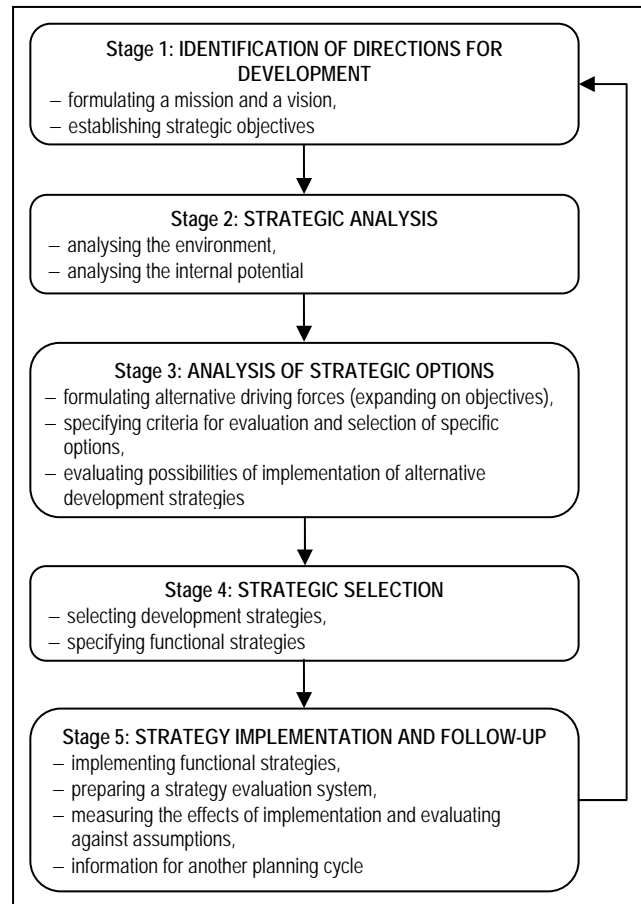 Stage 1: IDENTIFICATION OF DIRECTIONS FOR
DEVELOPMENT
– formulating a mission and a vision,
– establishing strategic objectives
Stage 2: STRATEGIC ANALYSIS
– analysing the environment,
– analysing the internal potential
Stage 3: ANALYSIS OF STRATEGIC OPTIONS
– formulating alternative driving forces (expanding on objectives),
– specifying criteria for evaluation and selection of specific
options,
– evaluating possibilities of implementation of alternative
development strategies
Stage 4: STRATEGIC SELECTION
– selecting development strategies,
– specifying functional strategies
Stage 5: STRATEGY IMPLEMENTATION AND FOLLOW-UP
– implementing functional strategies,
– preparing a strategy evaluation system,
– measuring the effects of implementation and evaluating
against assumptions,
– information for another planning cycle